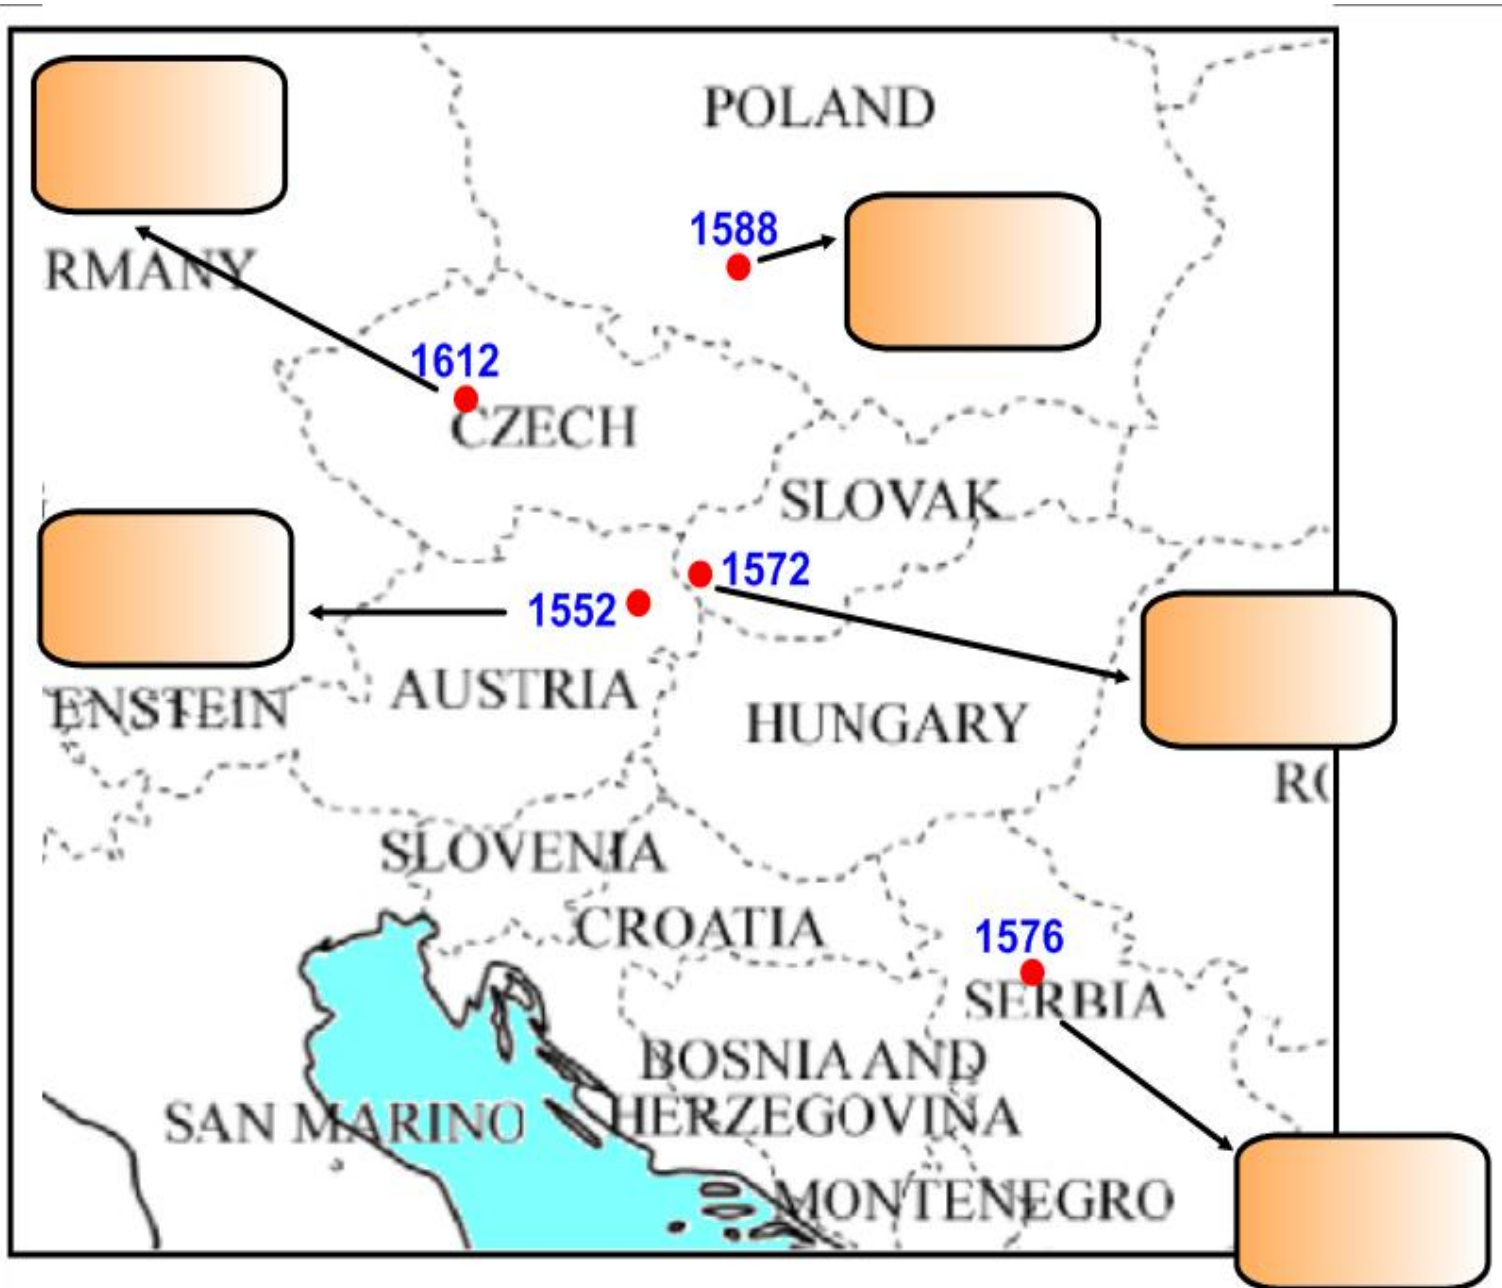 POLAND
1588
RMANY
1612
CZECH
SLOVAK
1572
1552
AUSTRIA
ENSTEIN
HUNGARY
RO
SLOVENIA
CROATIA
1576
SERBIA
BOSNIA AND
HERZEGOVINA
SAN MARINO
MONTENEGRO